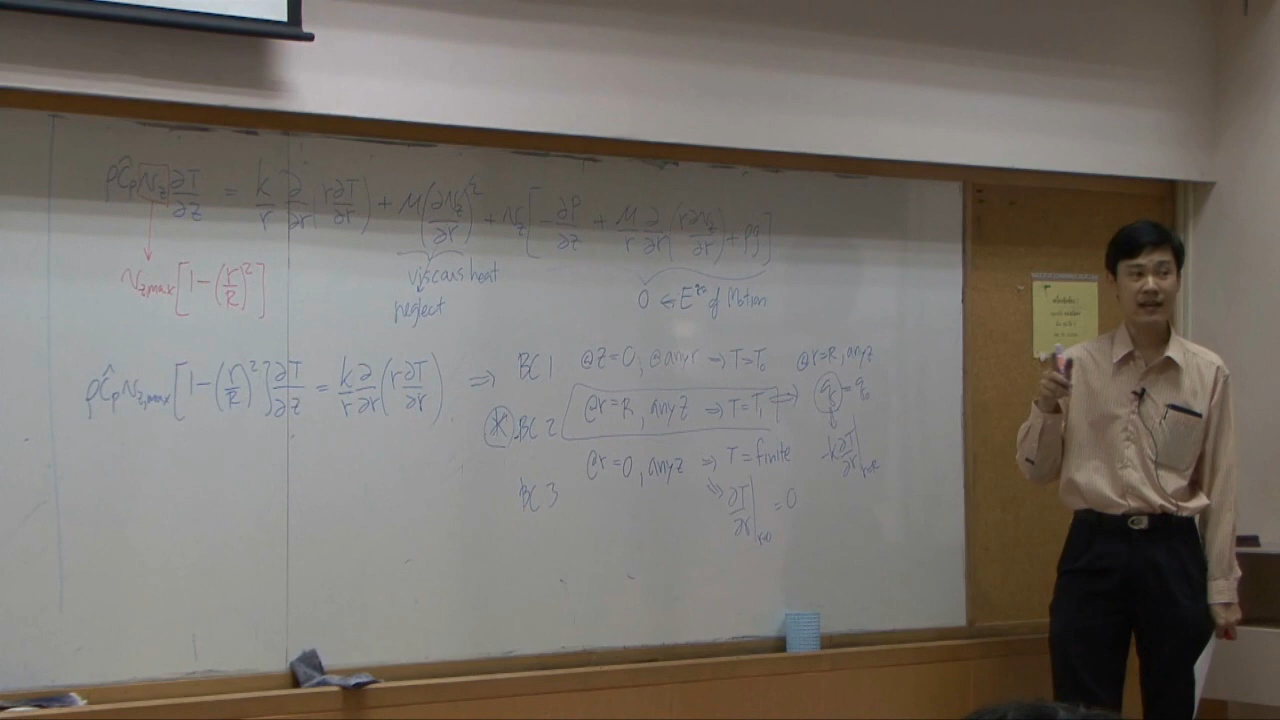 ρĈp vz ∂T/∂z = k/r ∂/∂r (r ∂T/∂r) + μ(∂vz/∂r)² + vz[-∂P/∂z + μ/r ∂/∂r (r ∂vz/∂r) + ρg]
viscous heat
neglect
0 ⇐ Eqn of Motion
vz,max[1-(r/R)²]
ρĈp vz,max[1-(r/R)²] ∂T/∂z = k/r ∂/∂r (r ∂T/∂r) ⇒
BC 1 @z=0, @any r ⇒ T=T₀
* BC 2 @r=R, any z ⇒ T=T₁ ⇔
@r=R, any z
= q₀
-k ∂T/∂r|r=R
BC 3 @r=0, any z ⇒ T=finite
⇒ ∂T/∂r|r=0 = 0